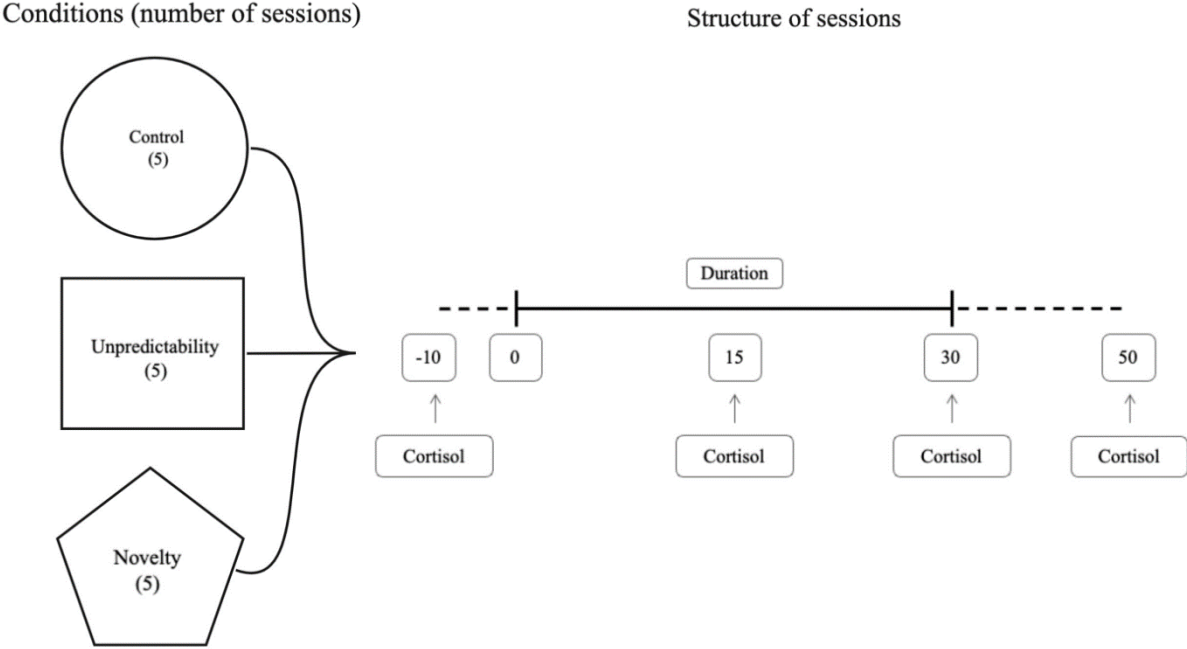 Conditions (number of sessions)
Structure of sessions
Control
(5)
Unpredictability
(5)
Novelty
(5)
Duration
-10
0
15
30
50
Cortisol
Cortisol
Cortisol
Cortisol